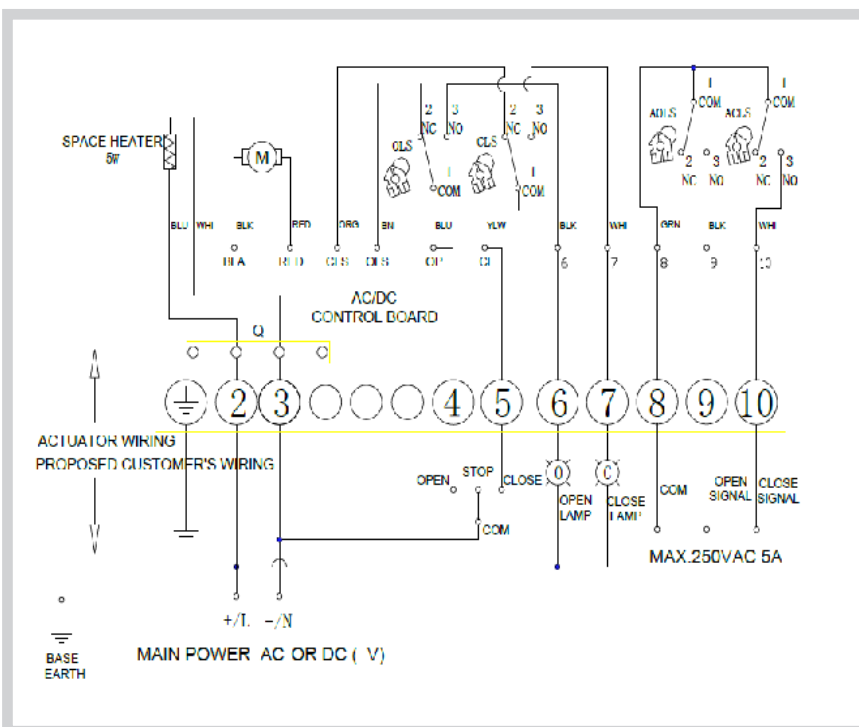 1 1
2 3 2 3 COM COM
NC NO NC NO AOLS ACLS
SPACE HEATER
5W
M
OLS CLS
1 1
COM COM
2 3 2 3
NC NO NC NO
BLU WHI BLK RED ORG BN BLU YLW BLK WHI GRN BLK WHI
BLA RED CLS OLS OP CL 6 7 8 9 10
AC/DC
CONTROL BOARD
Q
2 3 4 5 6 7 8 9 10
ACTUATOR WIRING
PROPOSED CUSTOMER'S WIRING
OPEN STOP CLOSE O C
OPEN LAMP
CLOSE LAMP
COM
COM
OPEN SIGNAL
CLOSE SIGNAL
MAX.250VAC 5A
+/L -/N
BASE
EARTH
MAIN POWER AC OR DC ( V)